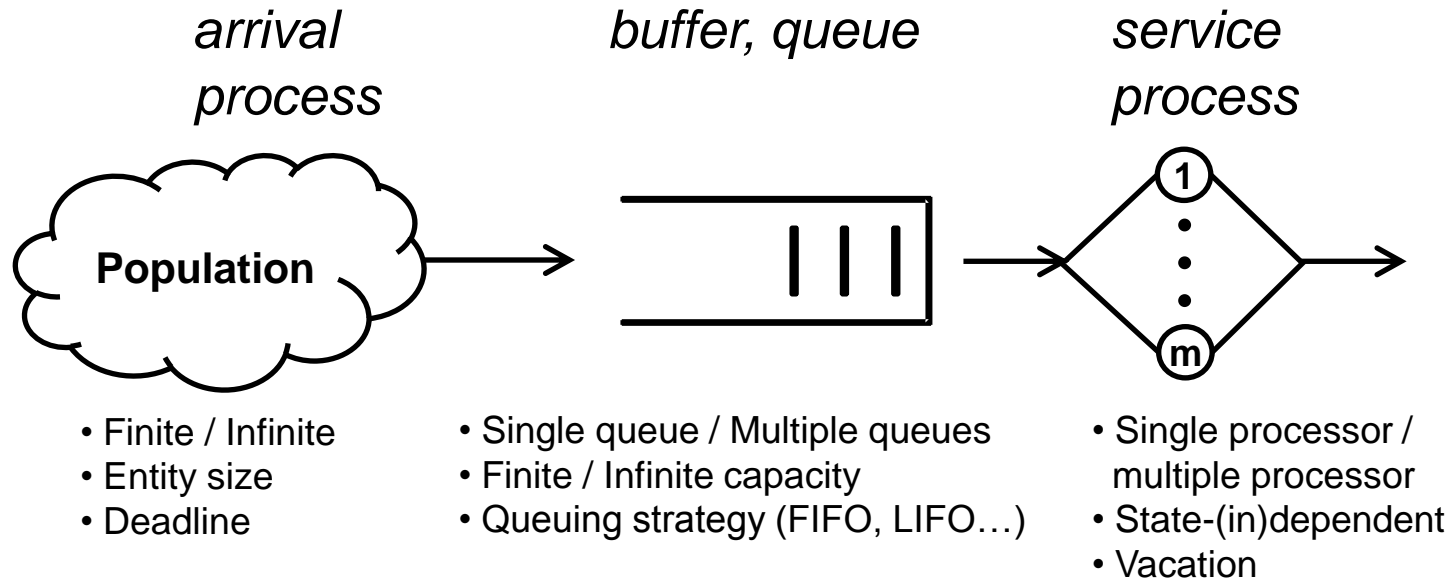 arrival
process
buffer, queue
service
process
Population
1
m
• Finite / Infinite
• Entity size
• Deadline
• Single queue / Multiple queues
• Finite / Infinite capacity
• Queuing strategy (FIFO, LIFO…)
• Single processor /
multiple processor
• State-(in)dependent
• Vacation